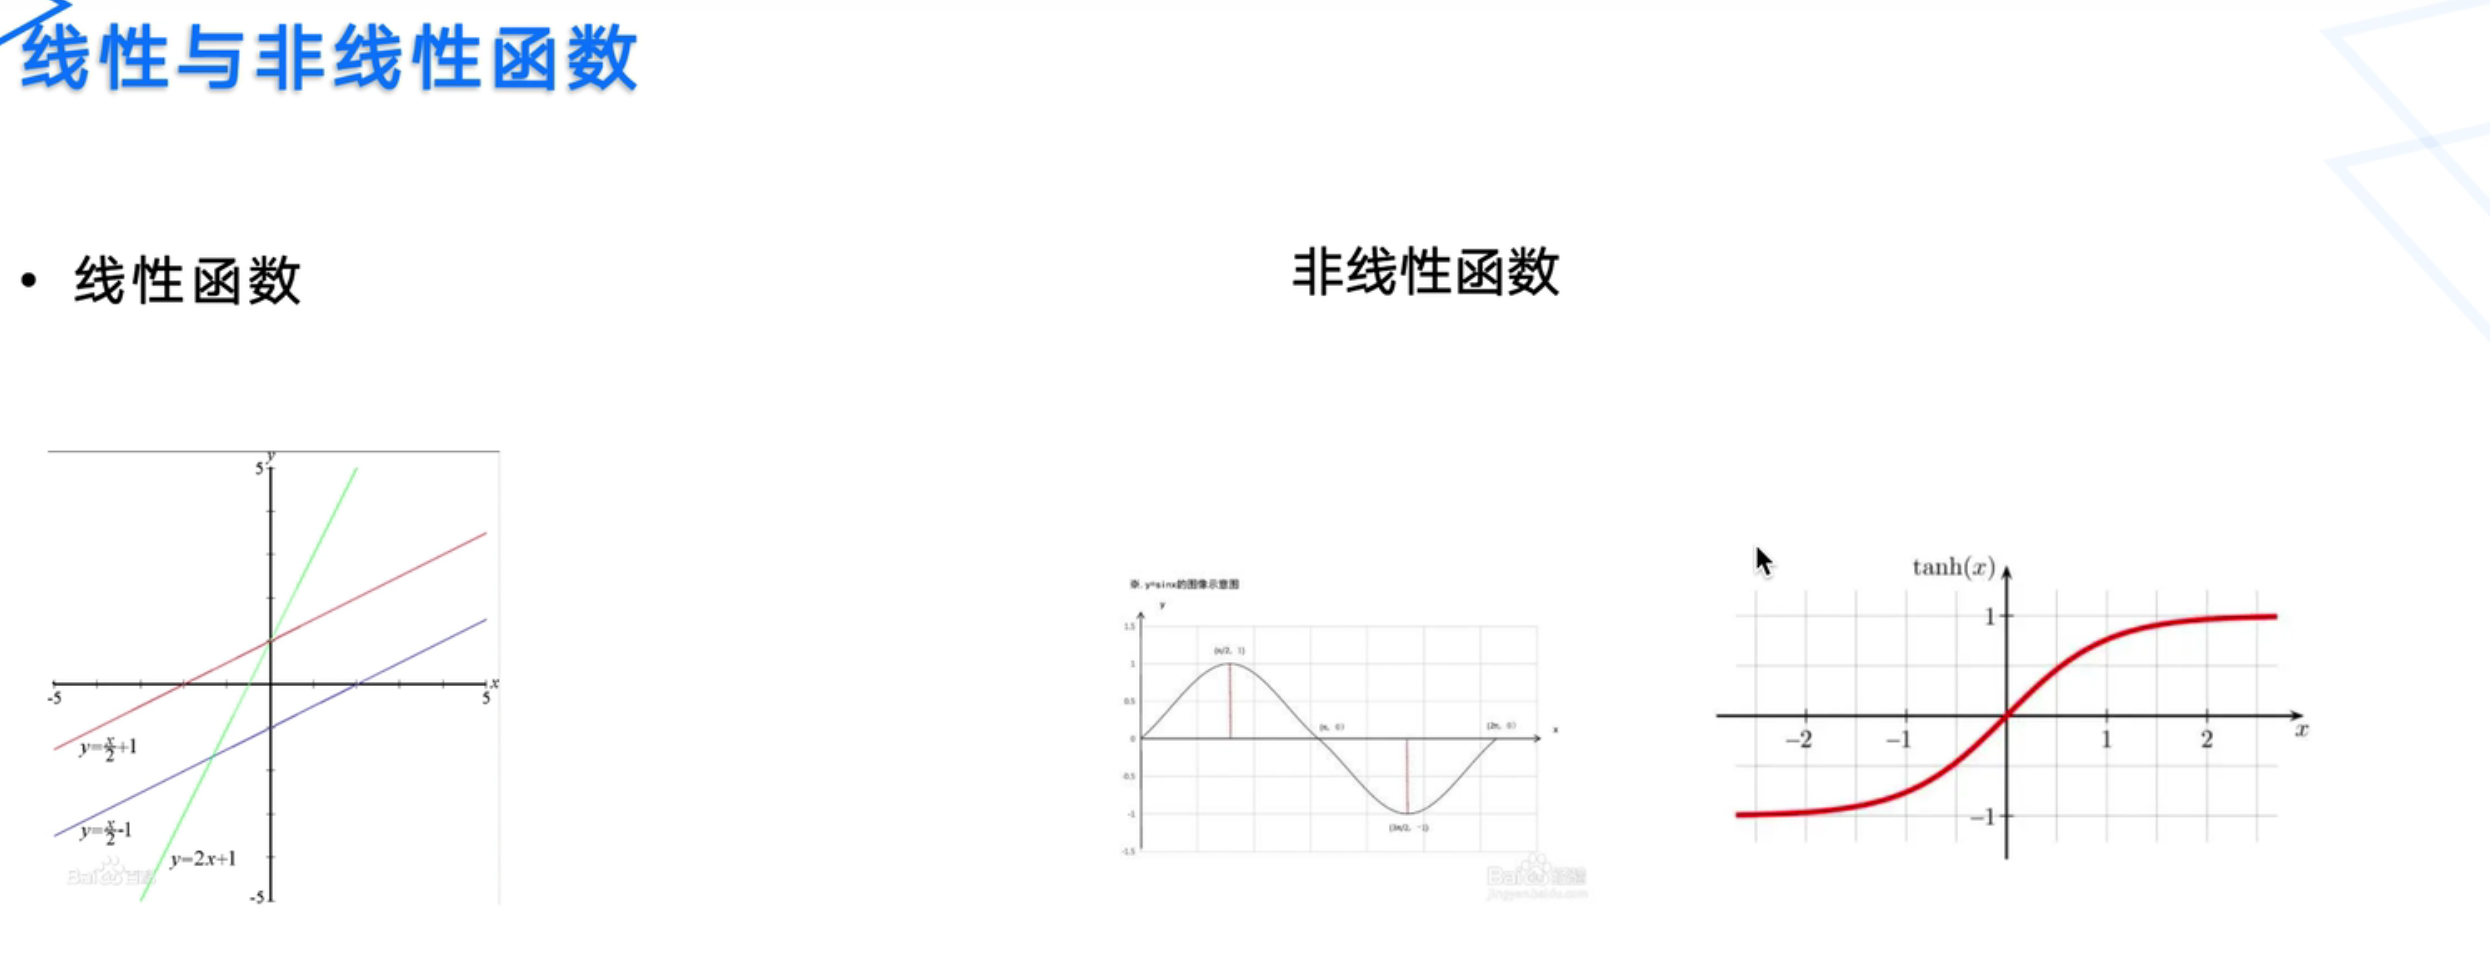 线性与非线性函数
• 线性函数
非线性函数
y
5
-5
x
5
y=x/2+1
y=x/2-1
y=2x+1
-5
Baidu百科
※.y=sinx的图像示意图
y
1.5
(π/2, 1)
1
0.5
(π, 0)
(2π, 0)
x
0
-0.5
-1
(3π/2, -1)
-1.5
Baidu经验
jingyan.baidu.com
tanh(x)
1
-2
-1
1
2
x
-1